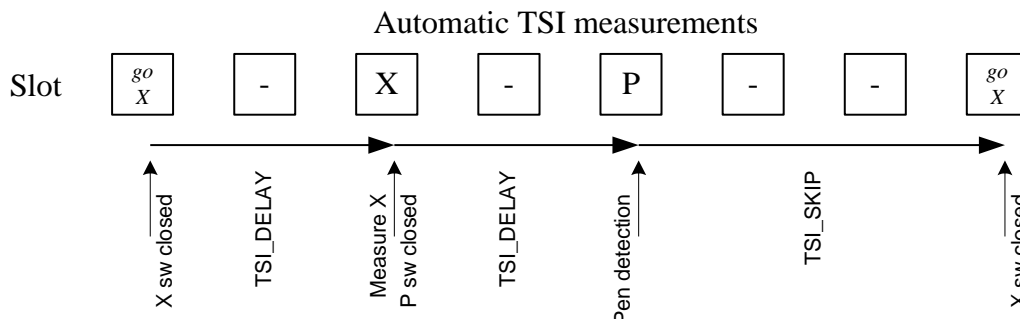 Automatic TSI measurements
Slot
go
X
-
X
-
P
-
-
go
X
X sw closed
TSI_DELAY
Measure X
P sw closed
TSI_DELAY
Pen detection
TSI_SKIP
X sw closed